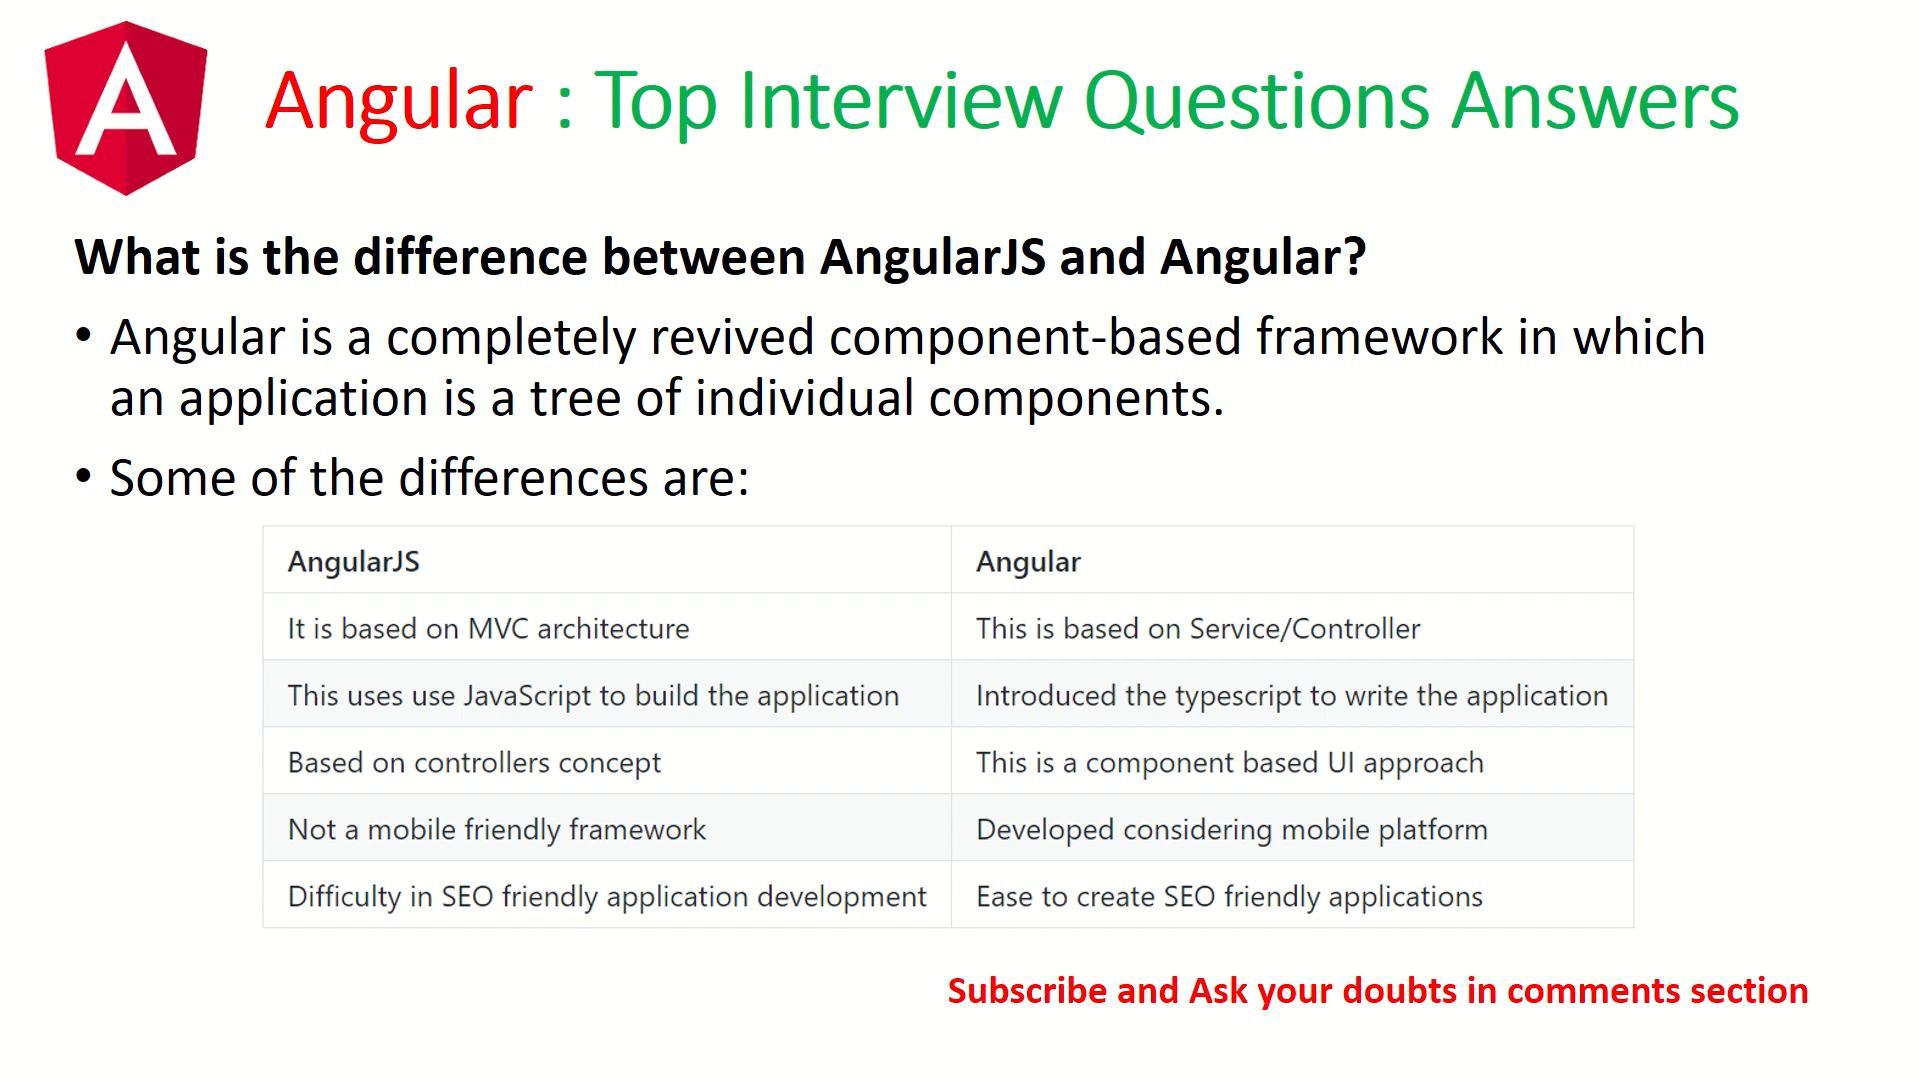 A
Angular : Top Interview Questions Answers
What is the difference between AngularJS and Angular?
• Angular is a completely revived component-based framework in which
an application is a tree of individual components.
• Some of the differences are:
AngularJS Angular
It is based on MVC architecture This is based on Service/Controller
This uses use JavaScript to build the application Introduced the typescript to write the application
Based on controllers concept This is a component based UI approach
Not a mobile friendly framework Developed considering mobile platform
Difficulty in SEO friendly application development Ease to create SEO friendly applications
Subscribe and Ask your doubts in comments section